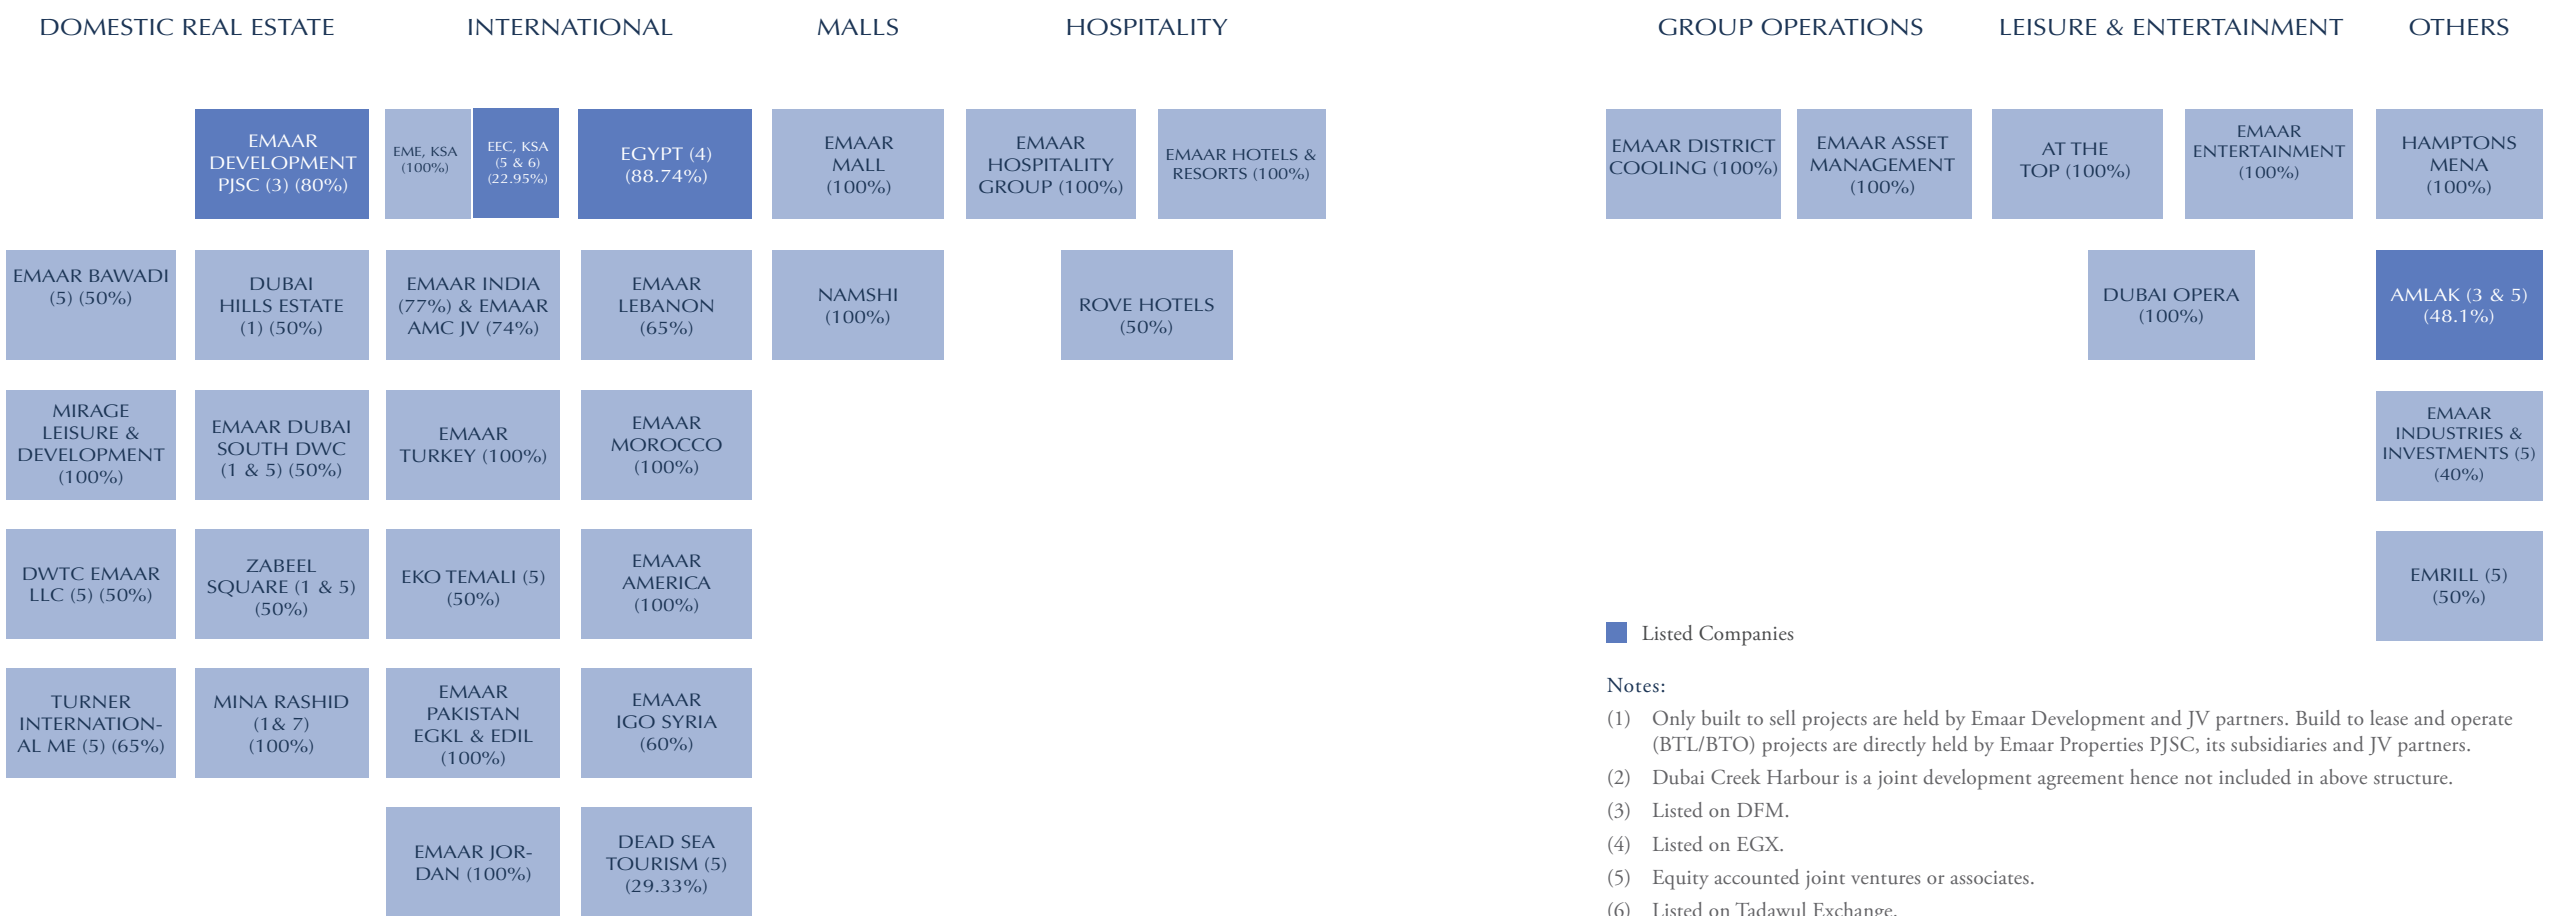 DOMESTIC REAL ESTATE
INTERNATIONAL
MALLS
HOSPITALITY
GROUP OPERATIONS
LEISURE & ENTERTAINMENT
OTHERS
EMAAR
DEVELOPMENT
PJSC (3) (80%)
EME, KSA
(100%)
EEC, KSA
(5 & 6)
(22.95%)
EGYPT (4)
(88.74%)
EMAAR
MALL
(100%)
EMAAR
HOSPITALITY
GROUP (100%)
EMAAR HOTELS &
RESORTS (100%)
EMAAR DISTRICT
COOLING (100%)
EMAAR ASSET
MANAGEMENT
(100%)
AT THE
TOP (100%)
EMAAR
ENTERTAINMENT
(100%)
HAMPTONS
MENA
(100%)
EMAAR BAWADI
(5) (50%)
DUBAI
HILLS ESTATE
(1) (50%)
EMAAR INDIA
(77%) & EMAAR
AMC JV (74%)
EMAAR
LEBANON
(65%)
NAMSHI
(100%)
ROVE HOTELS
(50%)
DUBAI OPERA
(100%)
AMLAK (3 & 5)
(48.1%)
MIRAGE
LEISURE &
DEVELOPMENT
(100%)
EMAAR DUBAI
SOUTH DWC
(1 & 5) (50%)
EMAAR
TURKEY (100%)
EMAAR
MOROCCO
(100%)
EMAAR
INDUSTRIES &
INVESTMENTS (5)
(40%)
DWTC EMAAR
LLC (5) (50%)
ZABEEL
SQUARE (1 & 5)
(50%)
EKO TEMALI (5)
(50%)
EMAAR
AMERICA
(100%)
EMRILL (5)
(50%)
TURNER
INTERNATION-
AL ME (5) (65%)
MINA RASHID
(1& 7)
(100%)
EMAAR
PAKISTAN
EGKL & EDIL
(100%)
EMAAR
IGO SYRIA
(60%)
EMAAR JOR-
DAN (100%)
DEAD SEA
TOURISM (5)
(29.33%)
Listed Companies
Notes:
(1) Only built to sell projects are held by Emaar Development and JV partners. Build to lease and operate
(BTL/BTO) projects are directly held by Emaar Properties PJSC, its subsidiaries and JV partners.
(2) Dubai Creek Harbour is a joint development agreement hence not included in above structure.
(3) Listed on DFM.
(4) Listed on EGX.
(5) Equity accounted joint ventures or associates.
(6) Listed on Tadawul Exchange.